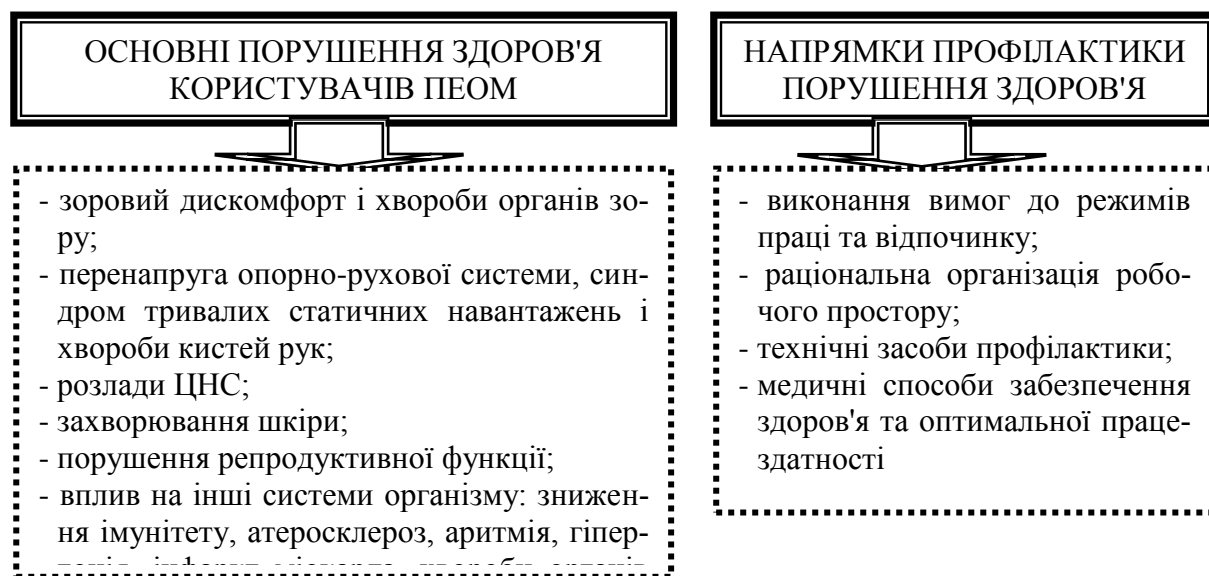 ОСНОВНІ ПОРУШЕННЯ ЗДОРОВ'Я
КОРИСТУВАЧІВ ПЕОМ
- зоровий дискомфорт і хвороби органів зо-
ру;
- перенапруга опорно-рухової системи, син-
дром тривалих статичних навантажень і
хвороби кистей рук;
- розлади ЦНС;
- захворювання шкіри;
- порушення репродуктивної функції;
- вплив на інші системи організму: знижен-
ня імунітету, атеросклероз, аритмія, гіпер-
НАПРЯМКИ ПРОФІЛАКТИКИ
ПОРУШЕННЯ ЗДОРОВ'Я
- виконання вимог до режимів
праці та відпочинку;
- раціональна організація робо-
чого простору;
- технічні засоби профілактики;
- медичні способи забезпечення
здоров'я та оптимальної праце-
здатності